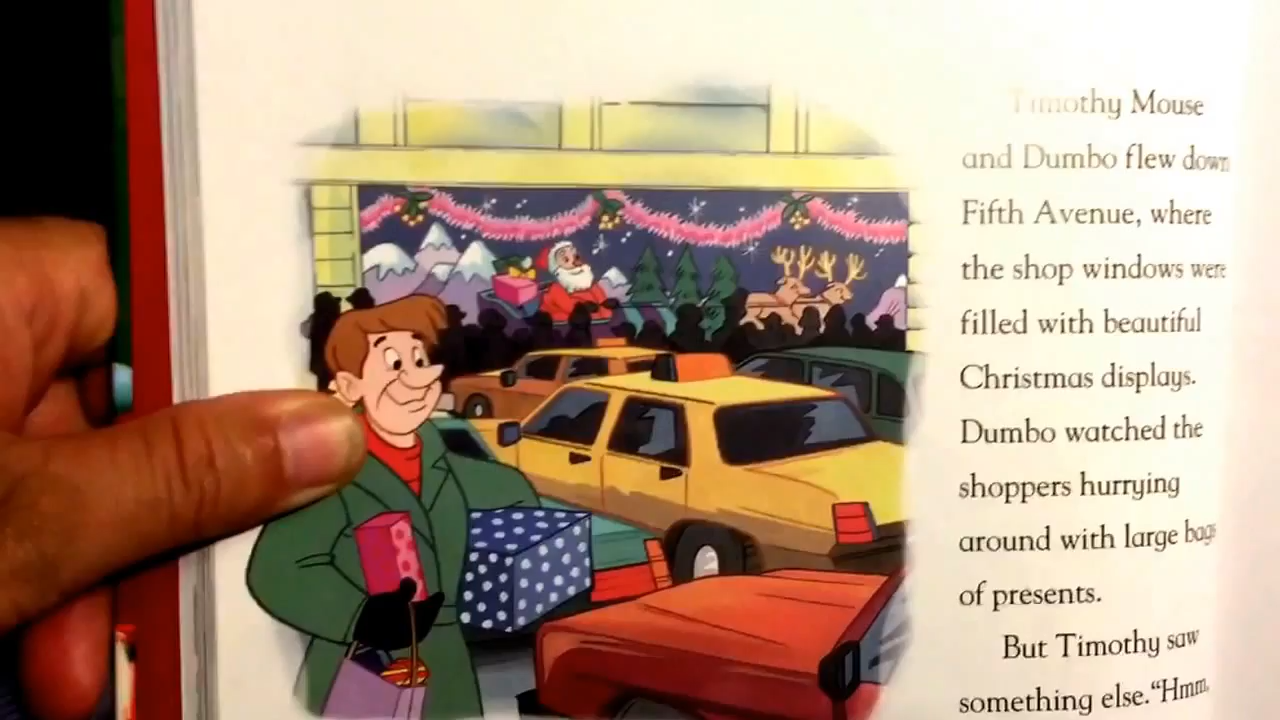 Timothy Mouse
and Dumbo flew down
Fifth Avenue, where
the shop windows were
filled with beautiful
Christmas displays.
Dumbo watched the
shoppers hurrying
around with large bags
of presents.
But Timothy saw
something else. “Hmm,